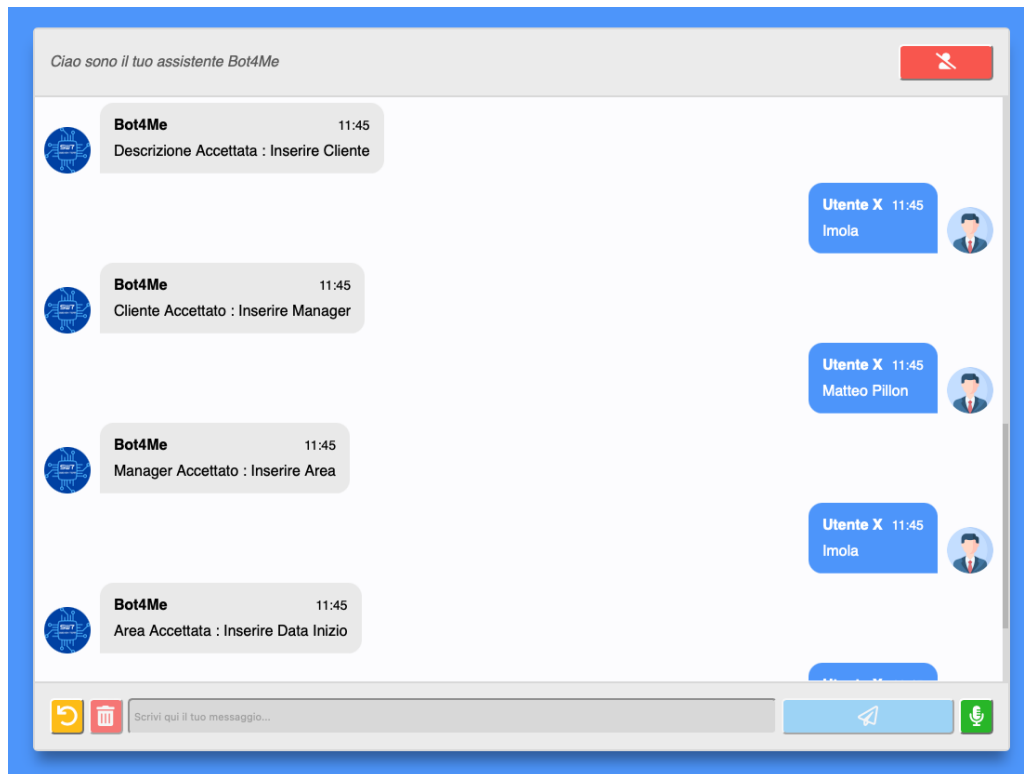 Ciao sono il tuo assistente Bot4Me
Bot4Me 11:45
Descrizione Accettata : Inserire Cliente
Utente X 11:45
Imola
Bot4Me 11:45
Cliente Accettato : Inserire Manager
Utente X 11:45
Matteo Pillon
Bot4Me 11:45
Manager Accettato : Inserire Area
Utente X 11:45
Imola
Bot4Me 11:45
Area Accettata : Inserire Data Inizio
Scrivi qui il tuo messaggio...